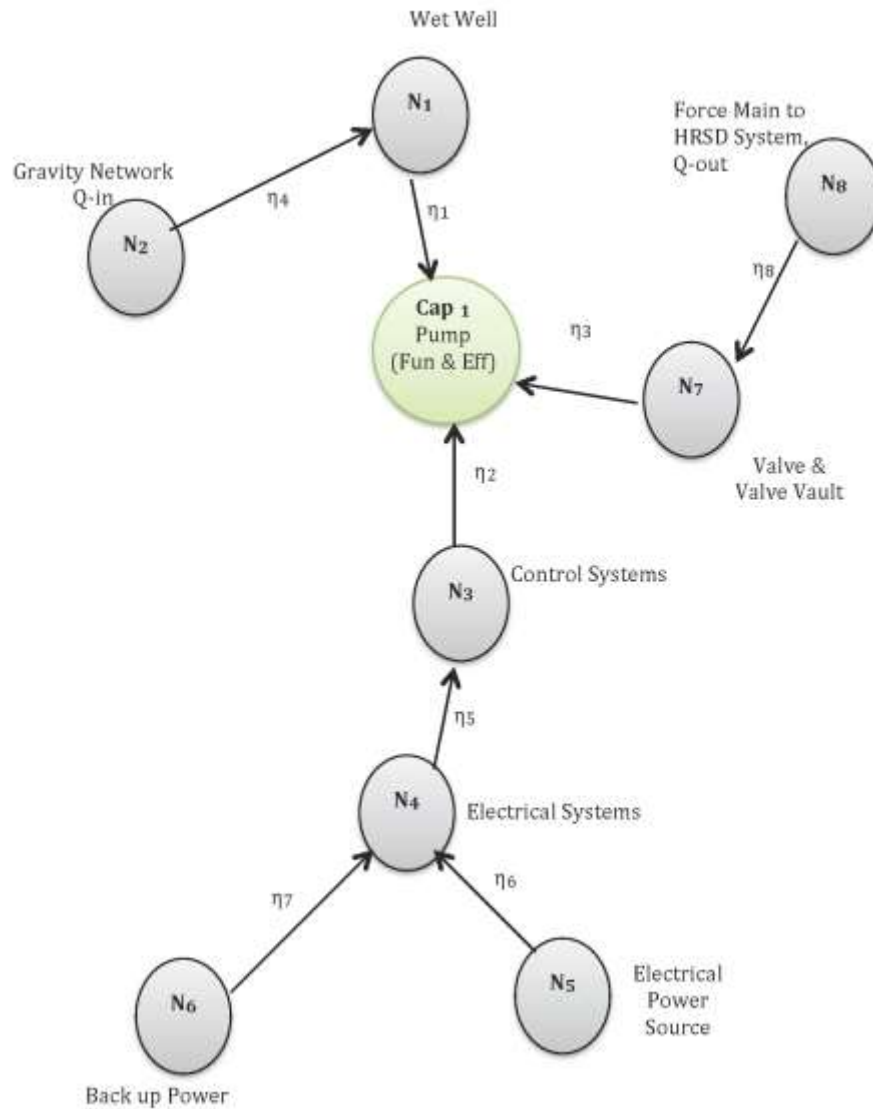 Wet Well
N1
Force Main to
HRSD System,
Q-out
N8
Gravity Network
Q-in
η4
N2
η1
η8
Cap 1
Pump
(Fun & Eff)
η3
N7
Valve &
Valve Vault
η2
N3
Control Systems
η5
N4
Electrical Systems
η7
η6
N6
N5
Electrical
Power
Source
Back up Power